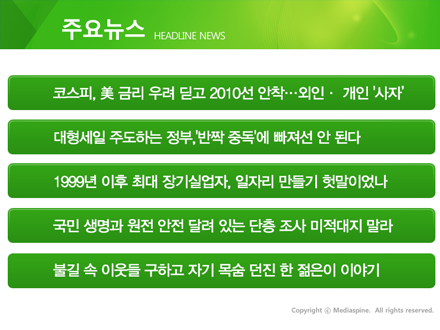 주요뉴스 HEADLINE NEWS
코스피, 美 금리 우려 딛고 2010선 안착…외인· 개인 '사자'
대형세일 주도하는 정부,'반짝 중독'에 빠져선 안 된다
1999년 이후 최대 장기실업자, 일자리 만들기 헛말이었나
국민 생명과 원전 안전 달려 있는 단층 조사 미적대지 말라
불길 속 이웃들 구하고 자기 목숨 던진 한 젊은이 이야기
Copyright ⓒ Mediaspine. All rights reserved.